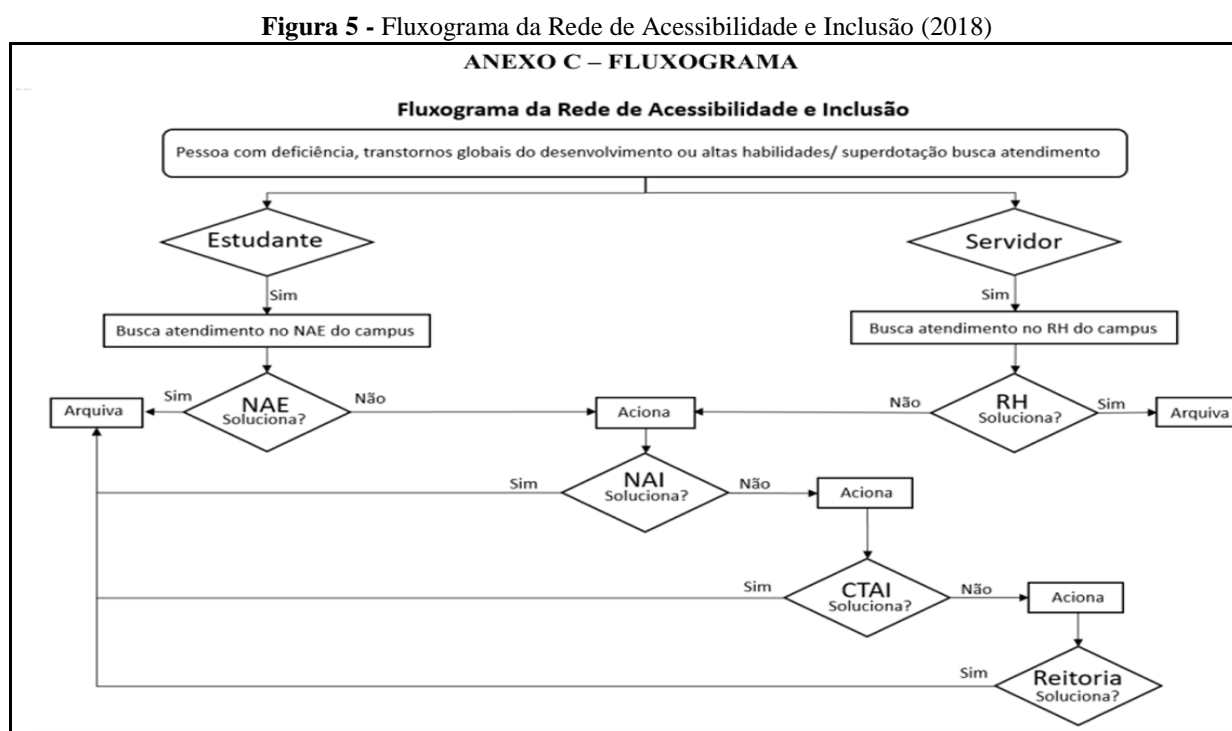 Figura 5 - Fluxograma da Rede de Acessibilidade e Inclusão (2018)
ANEXO C – FLUXOGRAMA
Fluxograma da Rede de Acessibilidade e Inclusão
Pessoa com deficiência, transtornos globais do desenvolvimento ou altas habilidades/ superdotação busca atendimento
Estudante
Servidor
Sim
Sim
Busca atendimento no NAE do campus
Busca atendimento no RH do campus
Arquiva
Sim
NAE
Soluciona?
Não
Aciona
Não
RH
Soluciona?
Sim
Arquiva
Sim
NAI
Soluciona?
Não
Aciona
Sim
CTAI
Soluciona?
Não
Aciona
Sim
Reitoria
Soluciona?